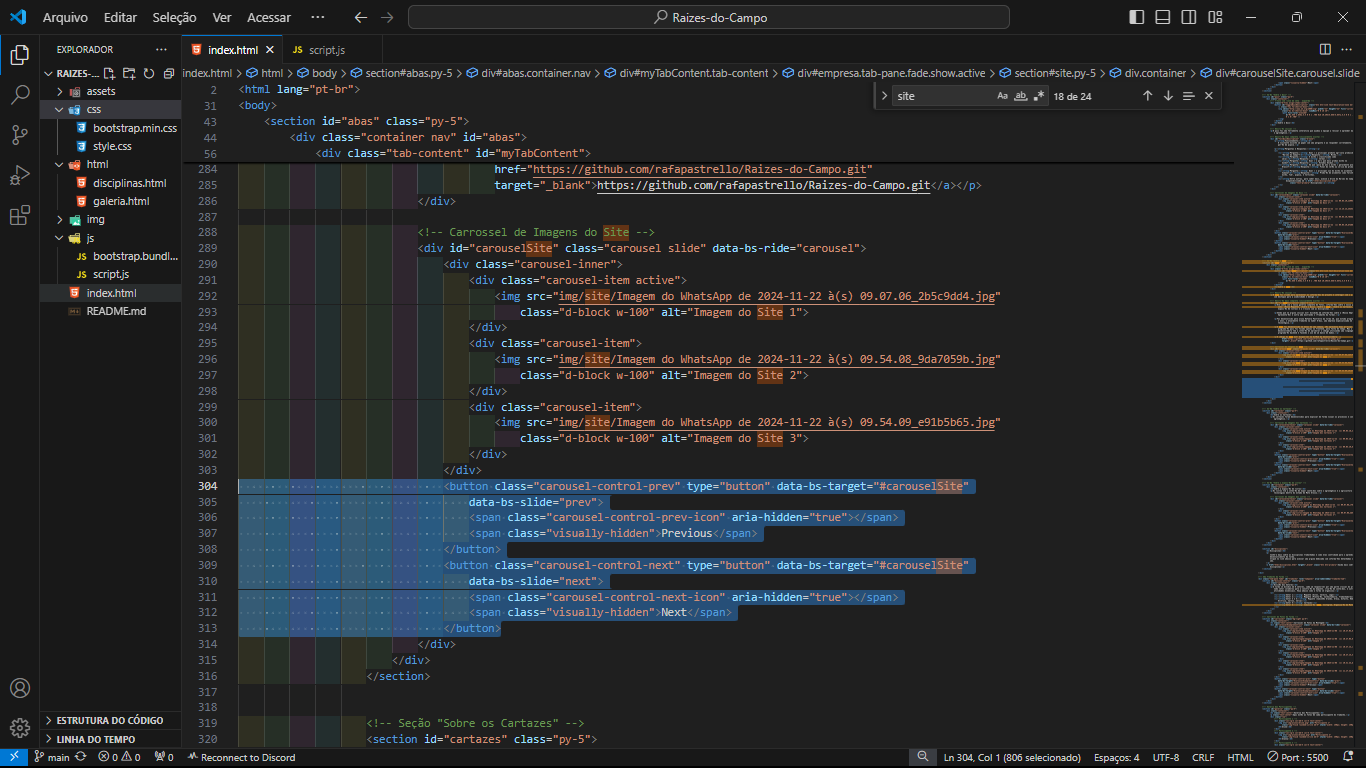 Arquivo Editar Seleção Ver Acessar ···
Raizes-do-Campo
EXPLORADOR ···
RAIZES-...
assets
css
bootstrap.min.css
style.css
html
disciplinas.html
galeria.html
img
js
bootstrap.bundl...
script.js
index.html
README.md
ESTRUTURA DO CÓDIGO
LINHA DO TEMPO
index.html
JS script.js
index.html > html > body > section#abas.py-5 > div#abas.container.nav > div#myTabContent.tab-content > div#empresa.tab-pane.fade.show.active > section#site.py-5 > div.container > div#carouselSite.carousel.slide
site Aa ab .* 18 de 24
2 <html lang="pt-br">
31 <body>
43 <section id="abas" class="py-5">
44 <div class="container nav" id="abas">
56 <div class="tab-content" id="myTabContent">
284 href="https://github.com/rafapastrello/Raizes-do-Campo.git"
285 target="_blank">https://github.com/rafapastrello/Raizes-do-Campo.git</a></p>
286 </div>
287
288 <!-- Carrossel de Imagens do Site -->
289 <div id="carouselSite" class="carousel slide" data-bs-ride="carousel">
290 <div class="carousel-inner">
291 <div class="carousel-item active">
292 <img src="img/site/Imagem do WhatsApp de 2024-11-22 à(s) 09.07.06_2b5c9dd4.jpg"
293 class="d-block w-100" alt="Imagem do Site 1">
294 </div>
295 <div class="carousel-item">
296 <img src="img/site/Imagem do WhatsApp de 2024-11-22 à(s) 09.54.08_9da7059b.jpg"
297 class="d-block w-100" alt="Imagem do Site 2">
298 </div>
299 <div class="carousel-item">
300 <img src="img/site/Imagem do WhatsApp de 2024-11-22 à(s) 09.54.09_e91b5b65.jpg"
301 class="d-block w-100" alt="Imagem do Site 3">
302 </div>
303 </div>
304 <button class="carousel-control-prev" type="button" data-bs-target="#carouselSite"
305 data-bs-slide="prev">
306 <span class="carousel-control-prev-icon" aria-hidden="true"></span>
307 <span class="visually-hidden">Previous</span>
308 </button>
309 <button class="carousel-control-next" type="button" data-bs-target="#carouselSite"
310 data-bs-slide="next">
311 <span class="carousel-control-next-icon" aria-hidden="true"></span>
312 <span class="visually-hidden">Next</span>
313 </button>
314 </div>
315 </div>
316 </section>
317
318
319 <!-- Seção "Sobre os Cartazes" -->
320 <section id="cartazes" class="py-5">
main 0 0 0 Reconnect to Discord Ln 304, Col 1 (806 selecionado) Espaços: 4 UTF-8 CRLF HTML Port : 5500